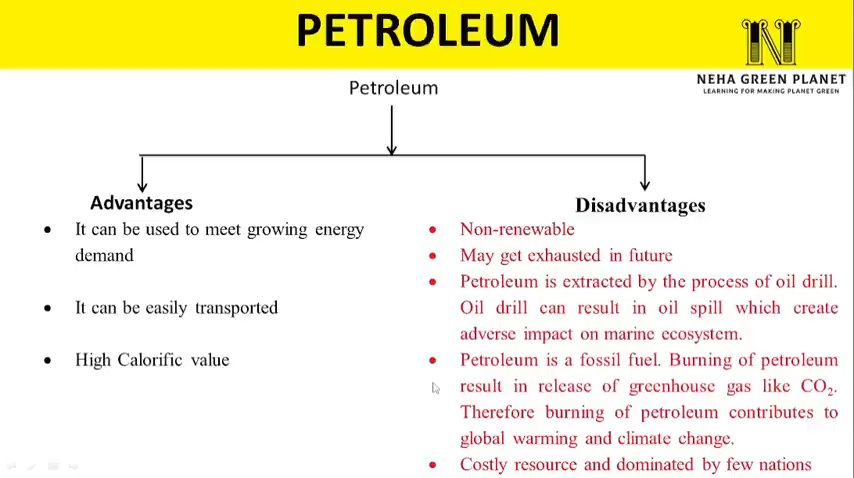 PETROLEUM
NEHA GREEN PLANET
LEARNING FOR MAKING PLANET GREEN
Petroleum
Advantages
• It can be used to meet growing energy
demand
• It can be easily transported
• High Calorific value
Disadvantages
• Non-renewable
• May get exhausted in future
• Petroleum is extracted by the process of oil drill.
Oil drill can result in oil spill which create
adverse impact on marine ecosystem.
• Petroleum is a fossil fuel. Burning of petroleum
result in release of greenhouse gas like CO₂.
Therefore burning of petroleum contributes to
global warming and climate change.
• Costly resource and dominated by few nations